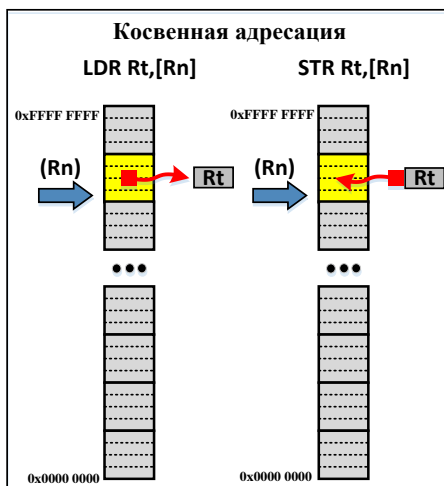 Косвенная адресация
LDR Rt,[Rn] STR Rt,[Rn]
0xFFFF FFFF 0xFFFF FFFF
(Rn) Rt (Rn) Rt
0x0000 0000 0x0000 0000